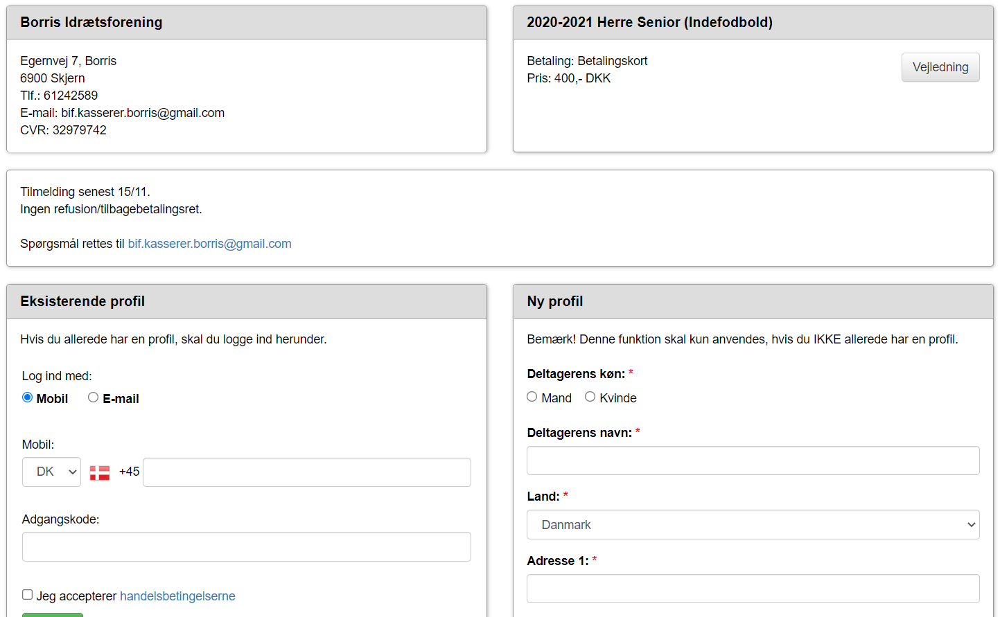 Borris Idrætsforening
Egernvej 7, Borris
6900 Skjern
Tlf.: 61242589
E-mail: bif.kasserer.borris@gmail.com
CVR: 32979742
2020-2021 Herre Senior (Indefodbold)
Betaling: Betalingskort
Pris: 400,- DKK
Vejledning
Tilmelding senest 15/11.
Ingen refusion/tilbagebetalingsret.
Spørgsmål rettes til bif.kasserer.borris@gmail.com
Eksisterende profil
Hvis du allerede har en profil, skal du logge ind herunder.
Log ind med:
Mobil E-mail
Mobil:
DK +45
Adgangskode:
Jeg accepterer handelsbetingelserne
Ny profil
Bemærk! Denne funktion skal kun anvendes, hvis du IKKE allerede har en profil.
Deltagerens køn: *
Mand Kvinde
Deltagerens navn: *
Land: *
Danmark
Adresse 1: *